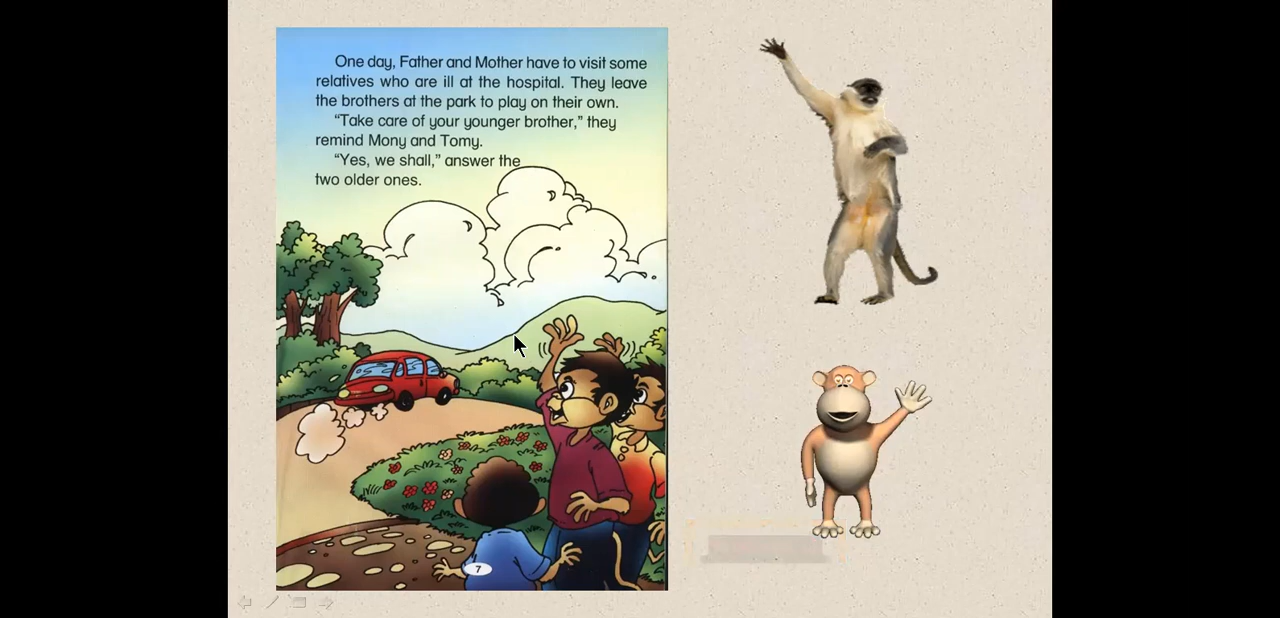 One day, Father and Mother have to visit some
relatives who are ill at the hospital. They leave
the brothers at the park to play on their own.
“Take care of your younger brother,” they
remind Mony and Tomy.
“Yes, we shall,” answer the
two older ones.
7